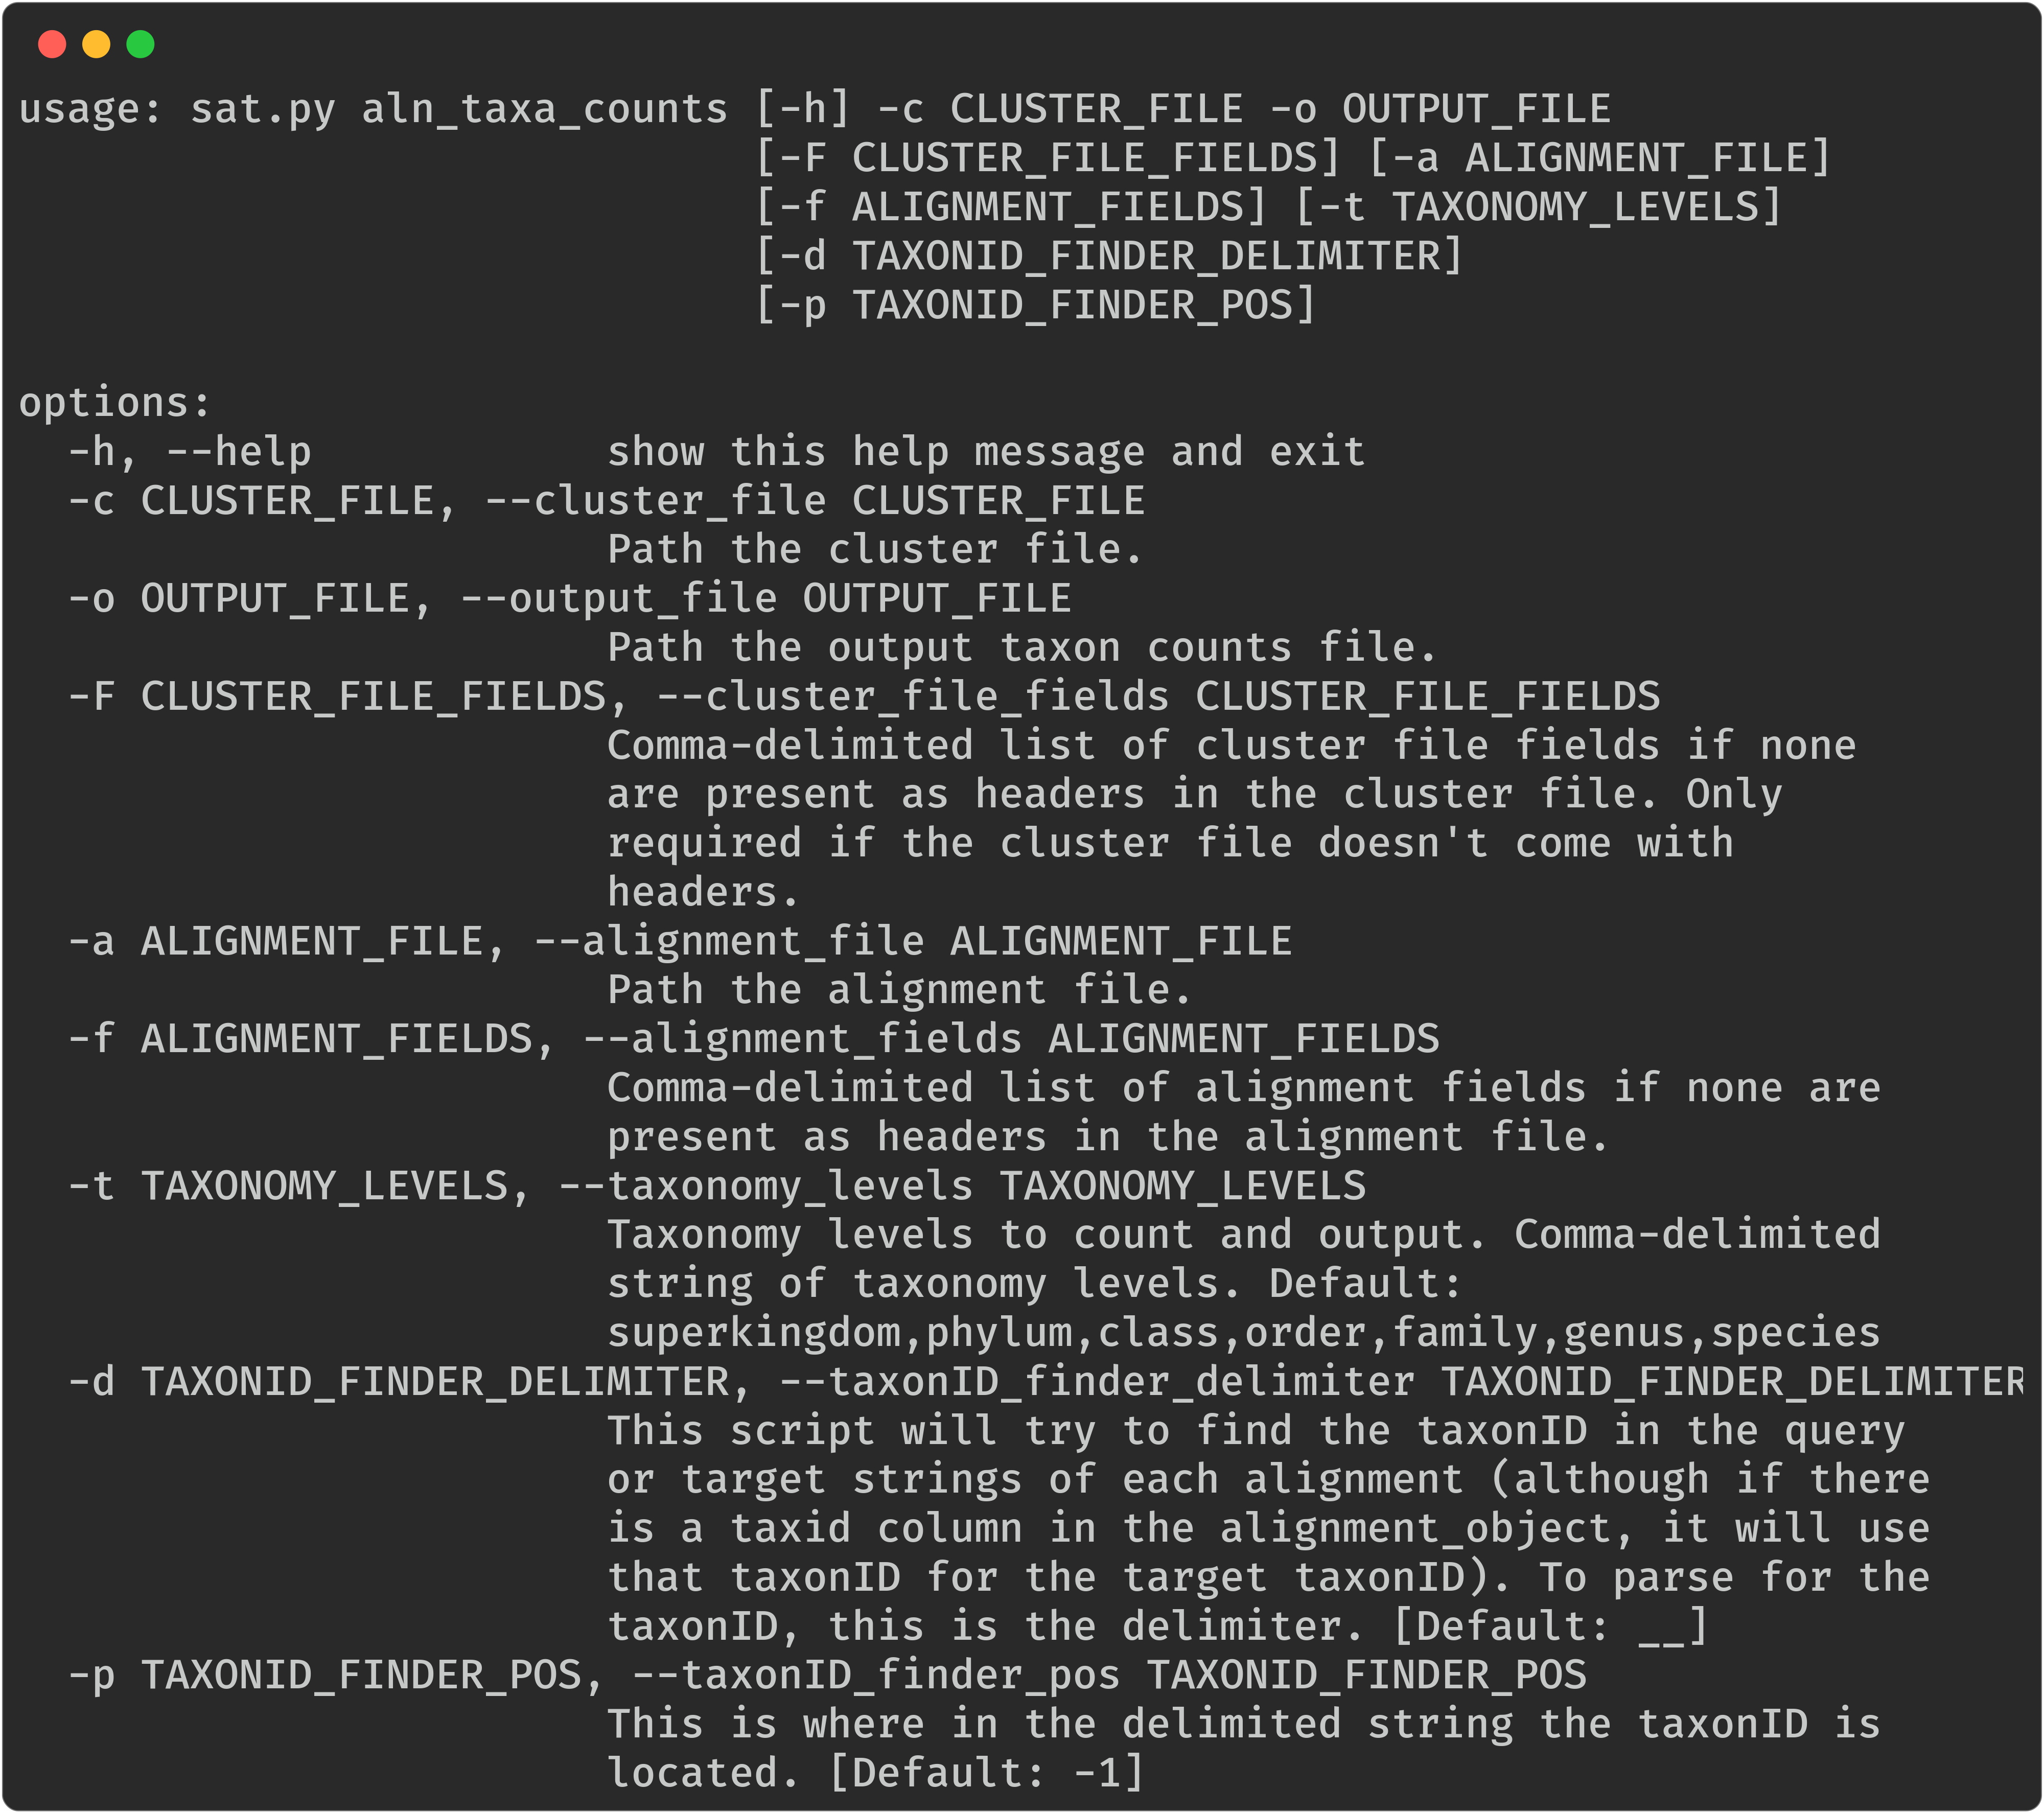 usage: sat.py aln_taxa_counts [-h] -c CLUSTER_FILE -o OUTPUT_FILE
[-F CLUSTER_FILE_FIELDS] [-a ALIGNMENT_FILE]
[-f ALIGNMENT_FIELDS] [-t TAXONOMY_LEVELS]
[-d TAXONID_FINDER_DELIMITER]
[-p TAXONID_FINDER_POS]
options:
-h, --help show this help message and exit
-c CLUSTER_FILE, --cluster_file CLUSTER_FILE
Path the cluster file.
-o OUTPUT_FILE, --output_file OUTPUT_FILE
Path the output taxon counts file.
-F CLUSTER_FILE_FIELDS, --cluster_file_fields CLUSTER_FILE_FIELDS
Comma-delimited list of cluster file fields if none
are present as headers in the cluster file. Only
required if the cluster file doesn't come with
headers.
-a ALIGNMENT_FILE, --alignment_file ALIGNMENT_FILE
Path the alignment file.
-f ALIGNMENT_FIELDS, --alignment_fields ALIGNMENT_FIELDS
Comma-delimited list of alignment fields if none are
present as headers in the alignment file.
-t TAXONOMY_LEVELS, --taxonomy_levels TAXONOMY_LEVELS
Taxonomy levels to count and output. Comma-delimited
string of taxonomy levels. Default:
superkingdom,phylum,class,order,family,genus,species
-d TAXONID_FINDER_DELIMITER, --taxonID_finder_delimiter TAXONID_FINDER_DELIMITER
This script will try to find the taxonID in the query
or target strings of each alignment (although if there
is a taxid column in the alignment_object, it will use
that taxonID for the target taxonID). To parse for the
taxonID, this is the delimiter. [Default: __]
-p TAXONID_FINDER_POS, --taxonID_finder_pos TAXONID_FINDER_POS
This is where in the delimited string the taxonID is
located. [Default: -1]